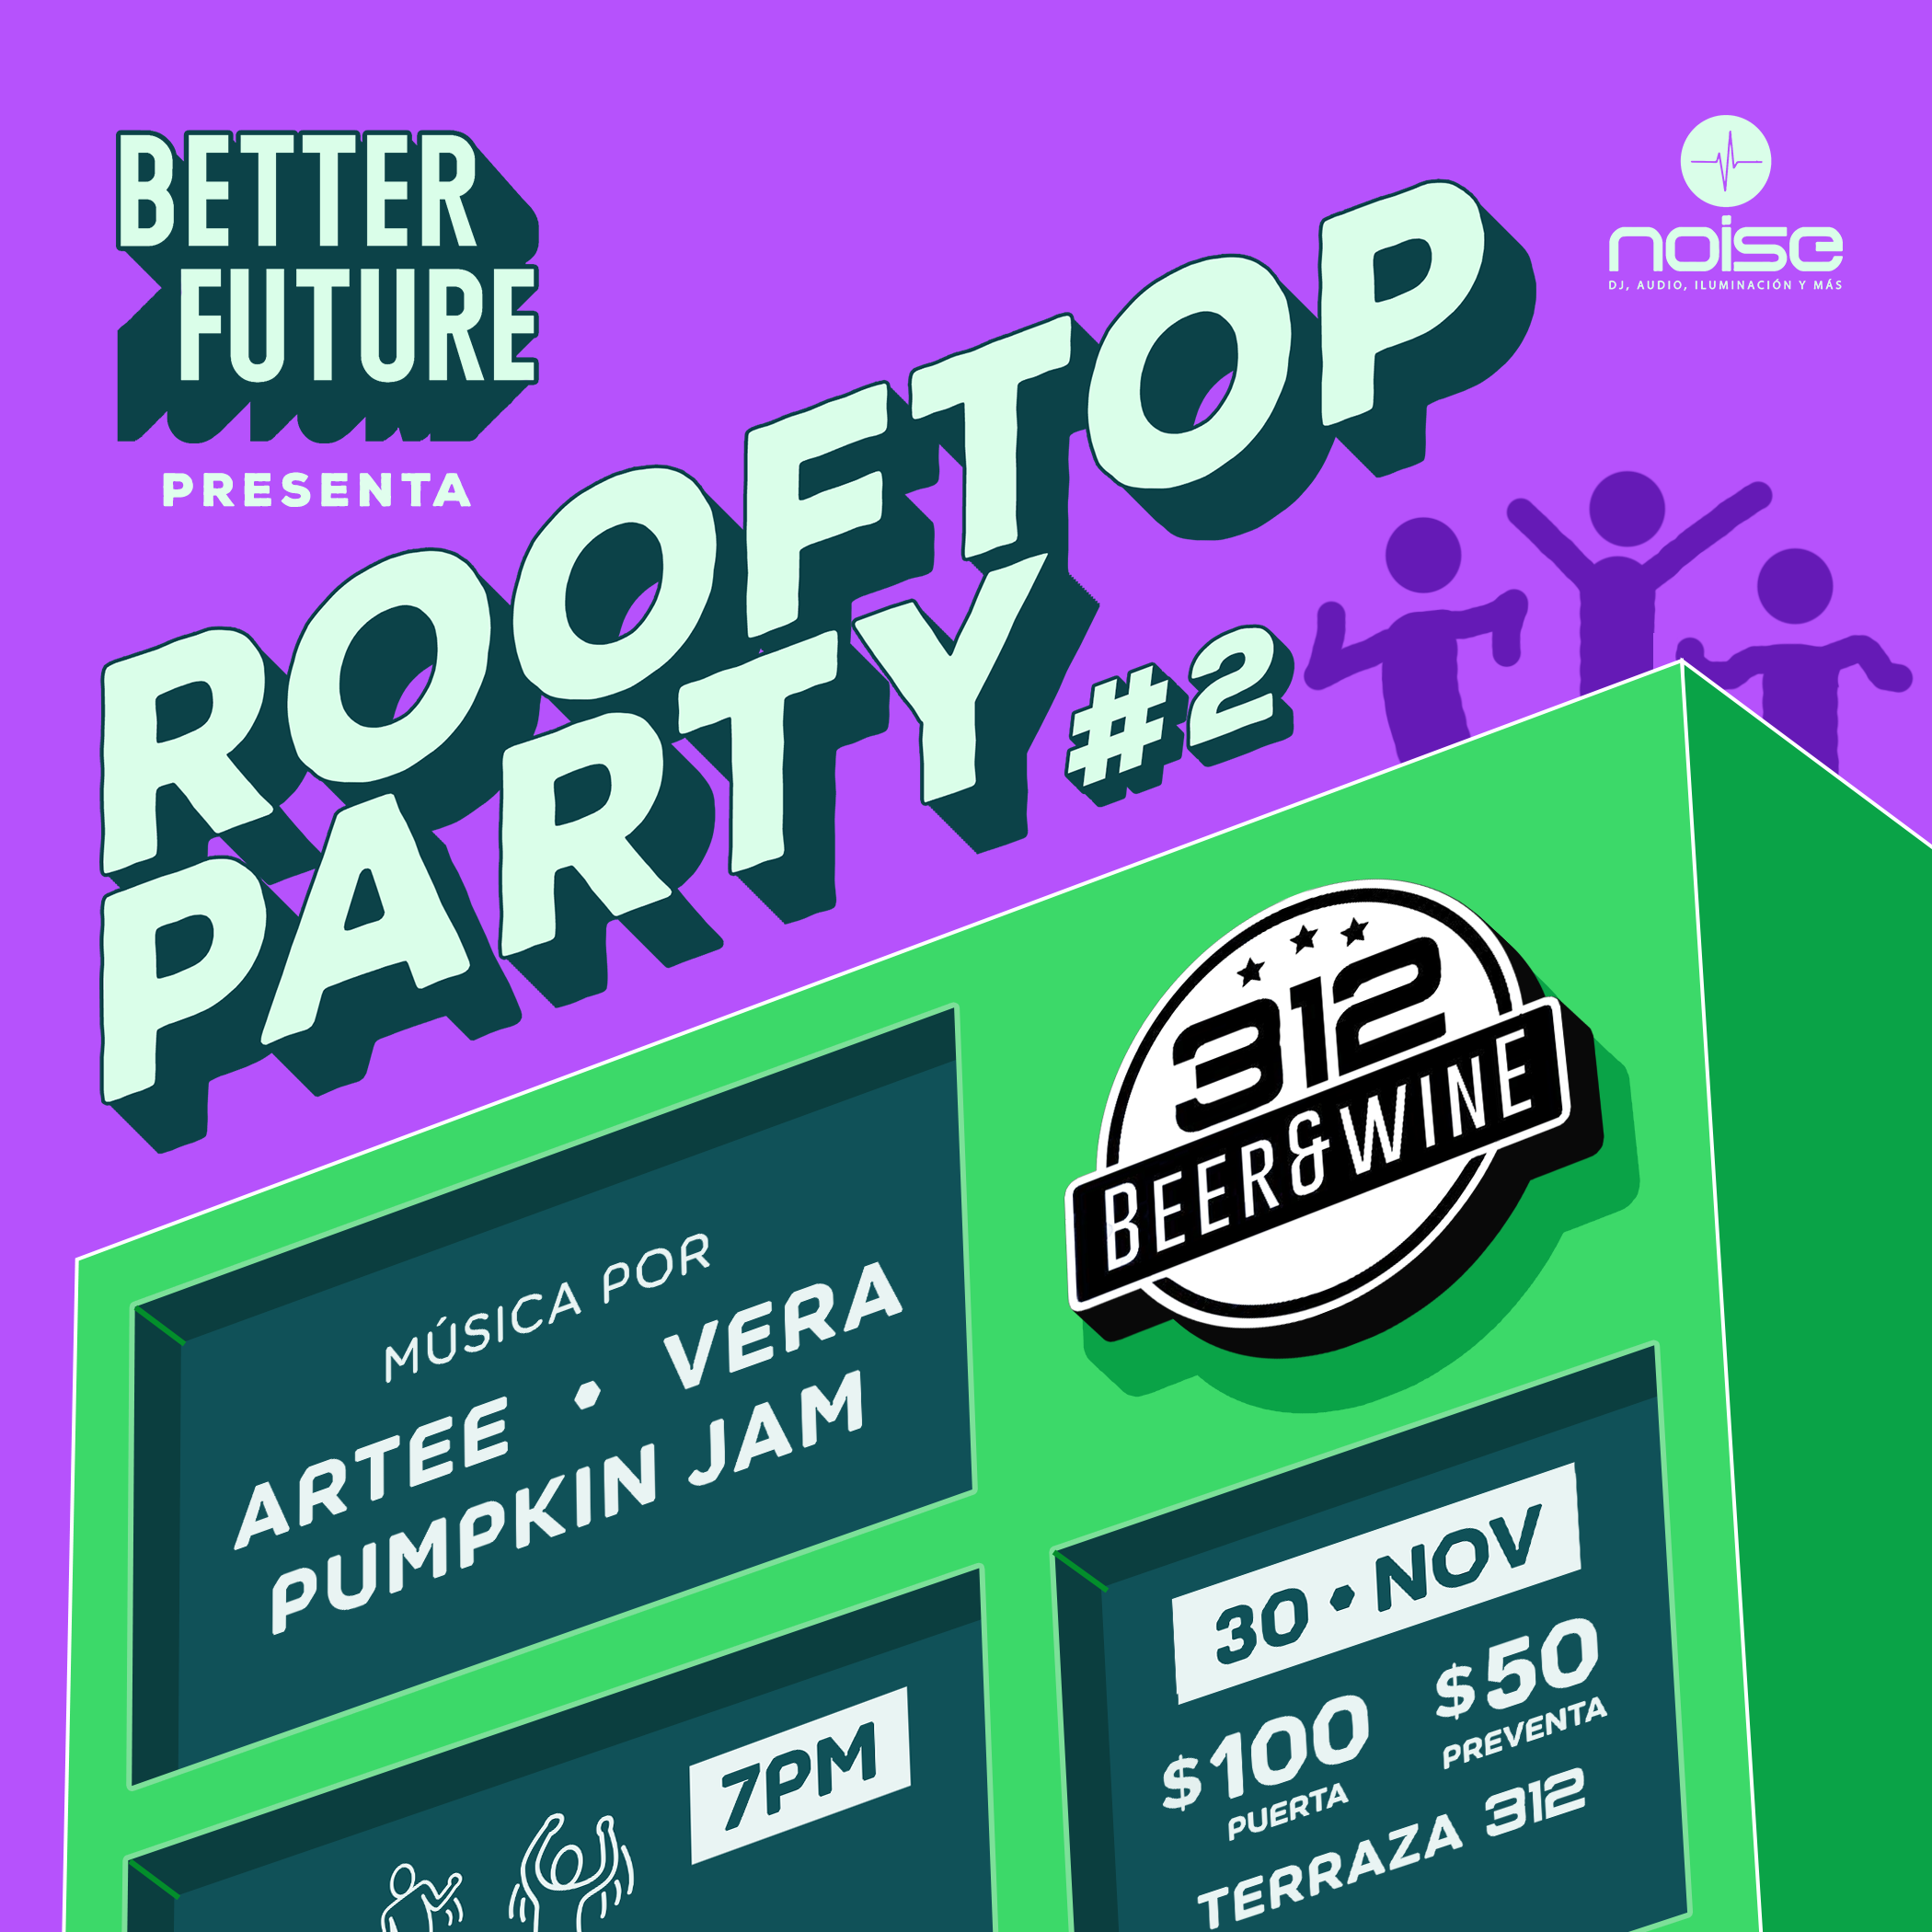 BETTER
FUTURE
PRESENTA
noise
DJ, AUDIO, ILUMINACIÓN Y MÁS
ROOFTOP
PARTY #2
312
BEER&WINE
MÚSICA POR
ARTEE • VERA
PUMPKIN JAM
7PM
30 • NOV
$100 $50
PUERTA PREVENTA
TERRAZA 312